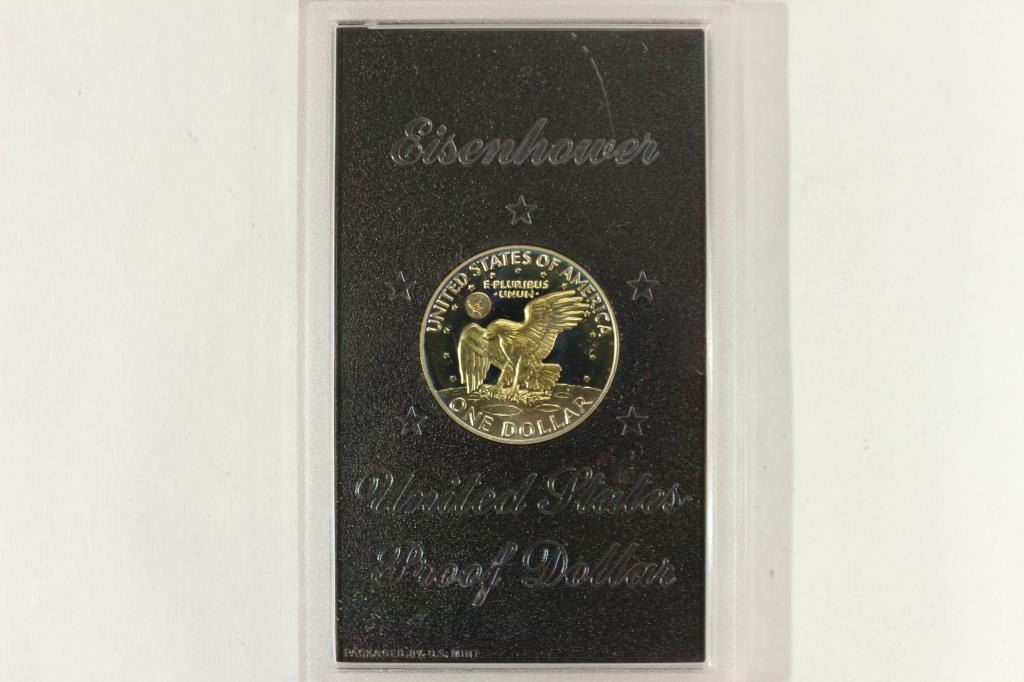 Eisenhower
UNITED STATES OF AMERICA
E·PLURIBUS
·UNUM·
ONE DOLLAR
United States
Proof Dollar
PACKAGED BY U.S. MINT